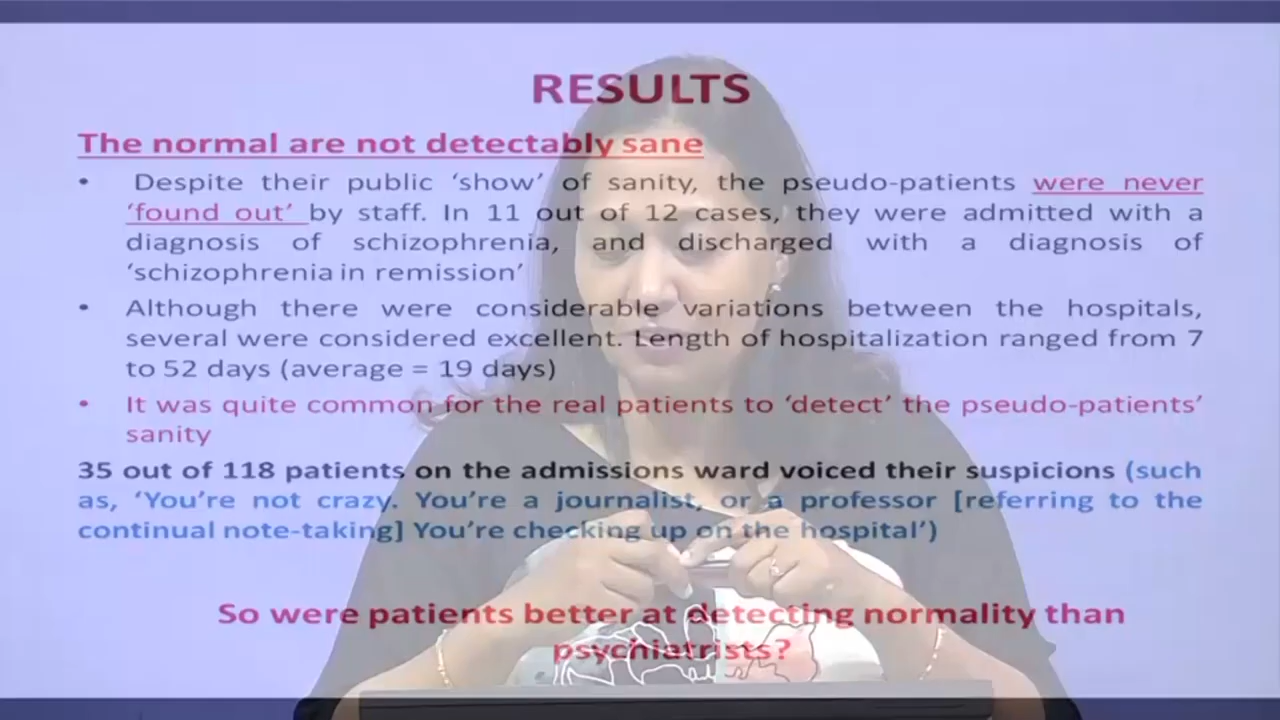 RESULTS
The normal are not detectably sane
• Despite their public ‘show’ of sanity, the pseudo-patients were never
‘found out’ by staff. In 11 out of 12 cases, they were admitted with a
diagnosis of schizophrenia, and discharged with a diagnosis of
‘schizophrenia in remission’
• Although there were considerable variations between the hospitals,
several were considered excellent. Length of hospitalization ranged from 7
to 52 days (average = 19 days)
• It was quite common for the real patients to ‘detect’ the pseudo-patients’
sanity
35 out of 118 patients on the admissions ward voiced their suspicions (such
as, ‘You’re not crazy. You’re a journalist, or a professor [referring to the
continual note-taking] You’re checking up on the hospital’)
So were patients better at detecting normality than
psychiatrists?